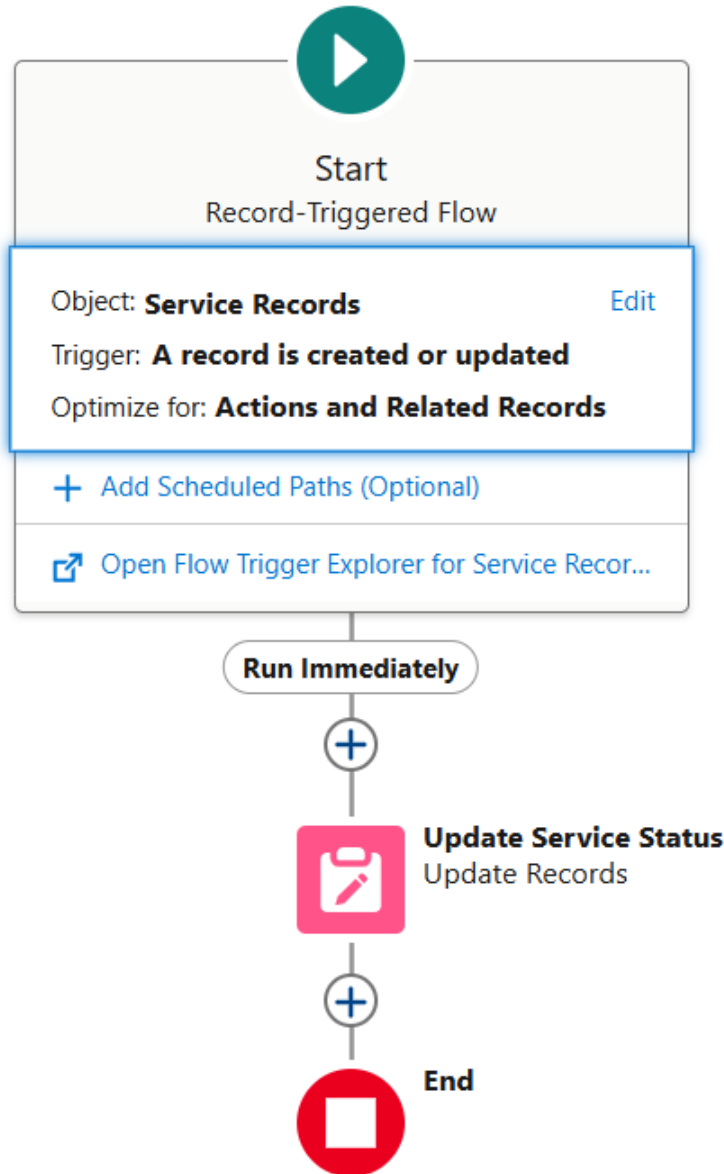 Start
Record-Triggered Flow
Object: Service Records Edit
Trigger: A record is created or updated
Optimize for: Actions and Related Records
Add Scheduled Paths (Optional)
Open Flow Trigger Explorer for Service Recor...
Run Immediately
Update Service Status
Update Records
End